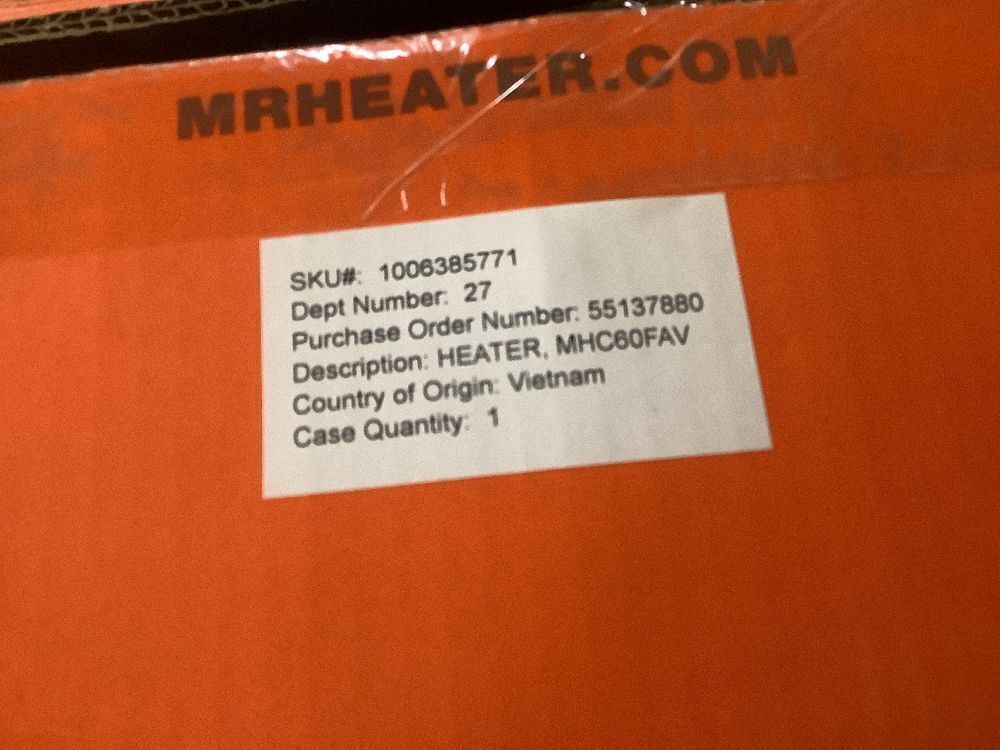 MRHEATER.COM
SKU#: 1006385771
Dept Number: 27
Purchase Order Number: 55137880
Description: HEATER, MHC60FAV
Country of Origin: Vietnam
Case Quantity: 1